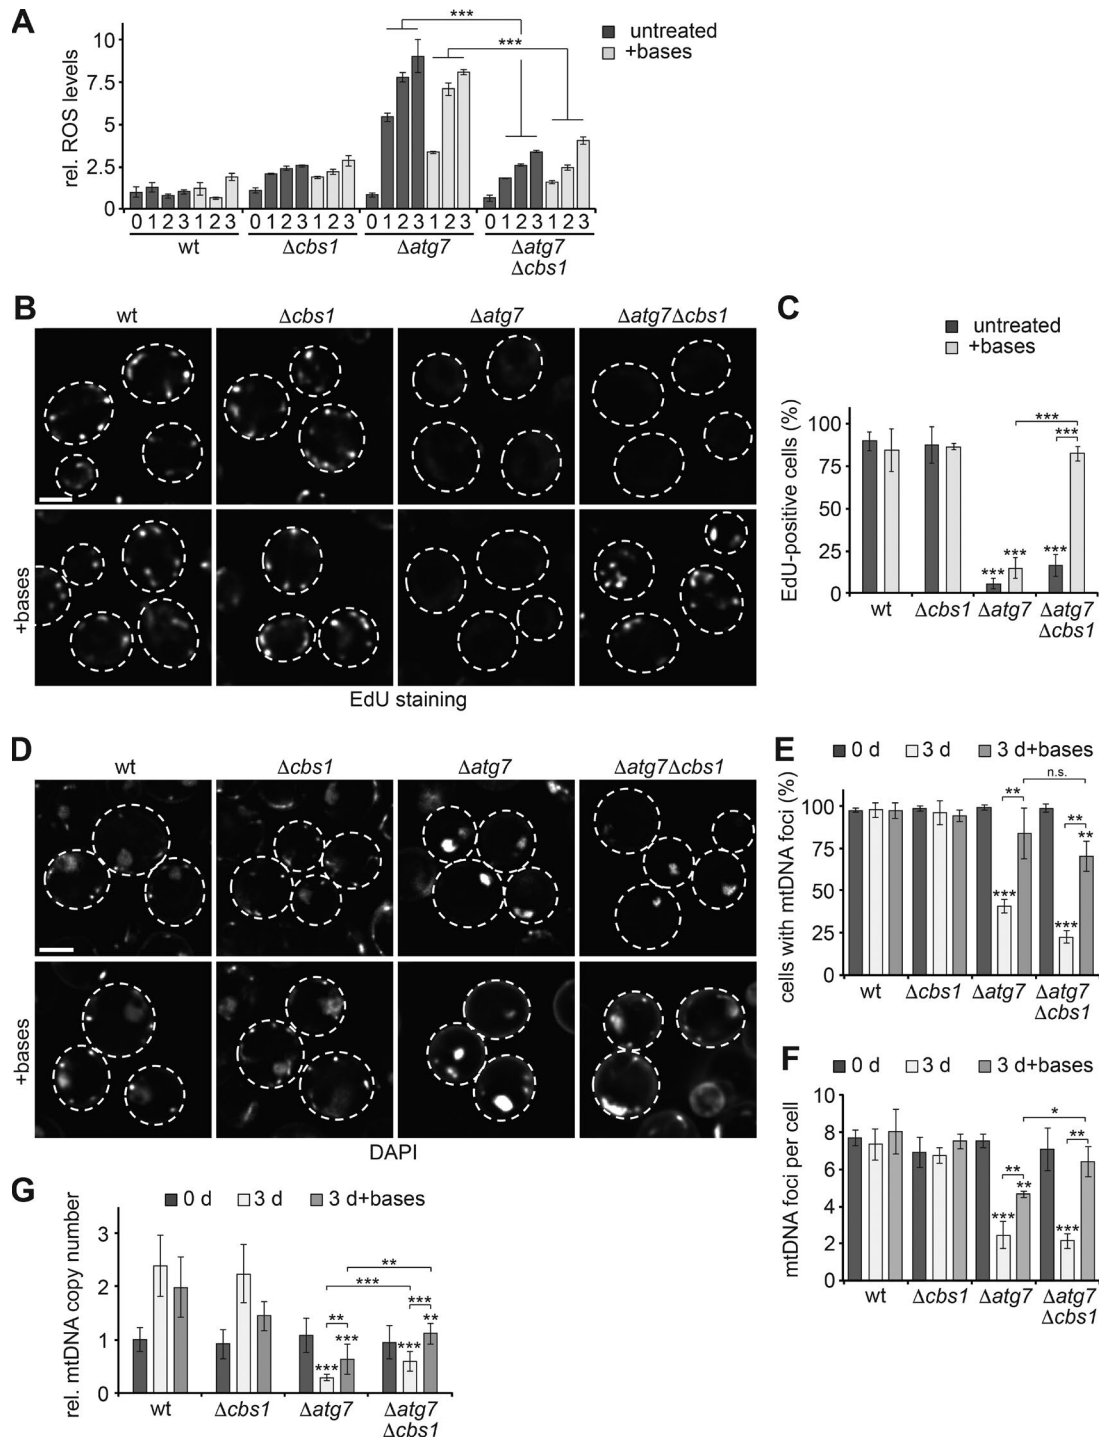 A
rel. ROS levels
10
7.5
5
2.5
0
***
***
untreated
+bases
0 1 2 3 1 2 3 0 1 2 3 1 2 3 0 1 2 3 1 2 3 0 1 2 3 1 2 3
wt Δcbs1 Δatg7 Δatg7
Δcbs1
B
wt Δcbs1 Δatg7 Δatg7Δcbs1
+bases
EdU staining
C
untreated
+bases
EdU-positive cells (%)
100
75
50
25
0
***
***
*** *** ***
wt Δcbs1 Δatg7 Δatg7
Δcbs1
D
wt Δcbs1 Δatg7 Δatg7Δcbs1
+bases
DAPI
E
0 d 3 d 3 d+bases
cells with mtDNA foci (%)
100
75
50
25
0
n.s.
**
** **
***
***
wt Δcbs1 Δatg7 Δatg7
Δcbs1
F
0 d 3 d 3 d+bases
mtDNA foci per cell
10
8
6
4
2
0
*
**
**
**
*** ***
wt Δcbs1 Δatg7 Δatg7
Δcbs1
G
0 d 3 d 3 d+bases
rel. mtDNA copy number
3
2
1
0
**
***
***
** **
*** ***
***
wt Δcbs1 Δatg7 Δatg7
Δcbs1